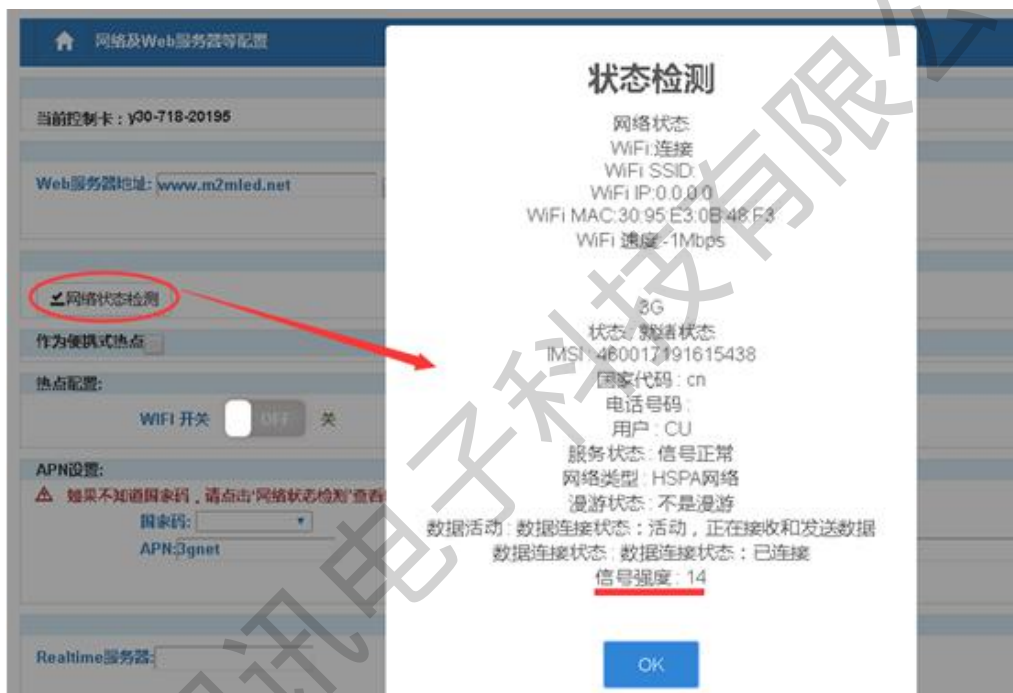 网络及Web服务器等配置
当前控制卡：y30-718-20195
Web服务器地址: www.m2mled.net
网络状态检测
作为便携式热点
热点配置:
WIFI 开关 OFF 关
APN设置:
如果不知道国家码，请点击'网络状态检测'查看
国家码:
APN:3gnet
Realtime服务器:
状态检测
网络状态
WiFi:连接
WiFi SSID:
WiFi IP:0.0.0.0
WiFi MAC:30:95:E3:0B:48:F3
WiFi 速度:-1Mbps
3G
状态 : 就绪状态
IMSI : 460017191615438
国家代码 : cn
电话号码 :
用户 : CU
服务状态 : 信号正常
网络类型 : HSPA网络
漫游状态 : 不是漫游
数据活动 : 数据连接状态：活动，正在接收和发送数据
数据连接状态 : 数据连接状态：已连接
信号强度 : 14
OK
讯电子科技有限公